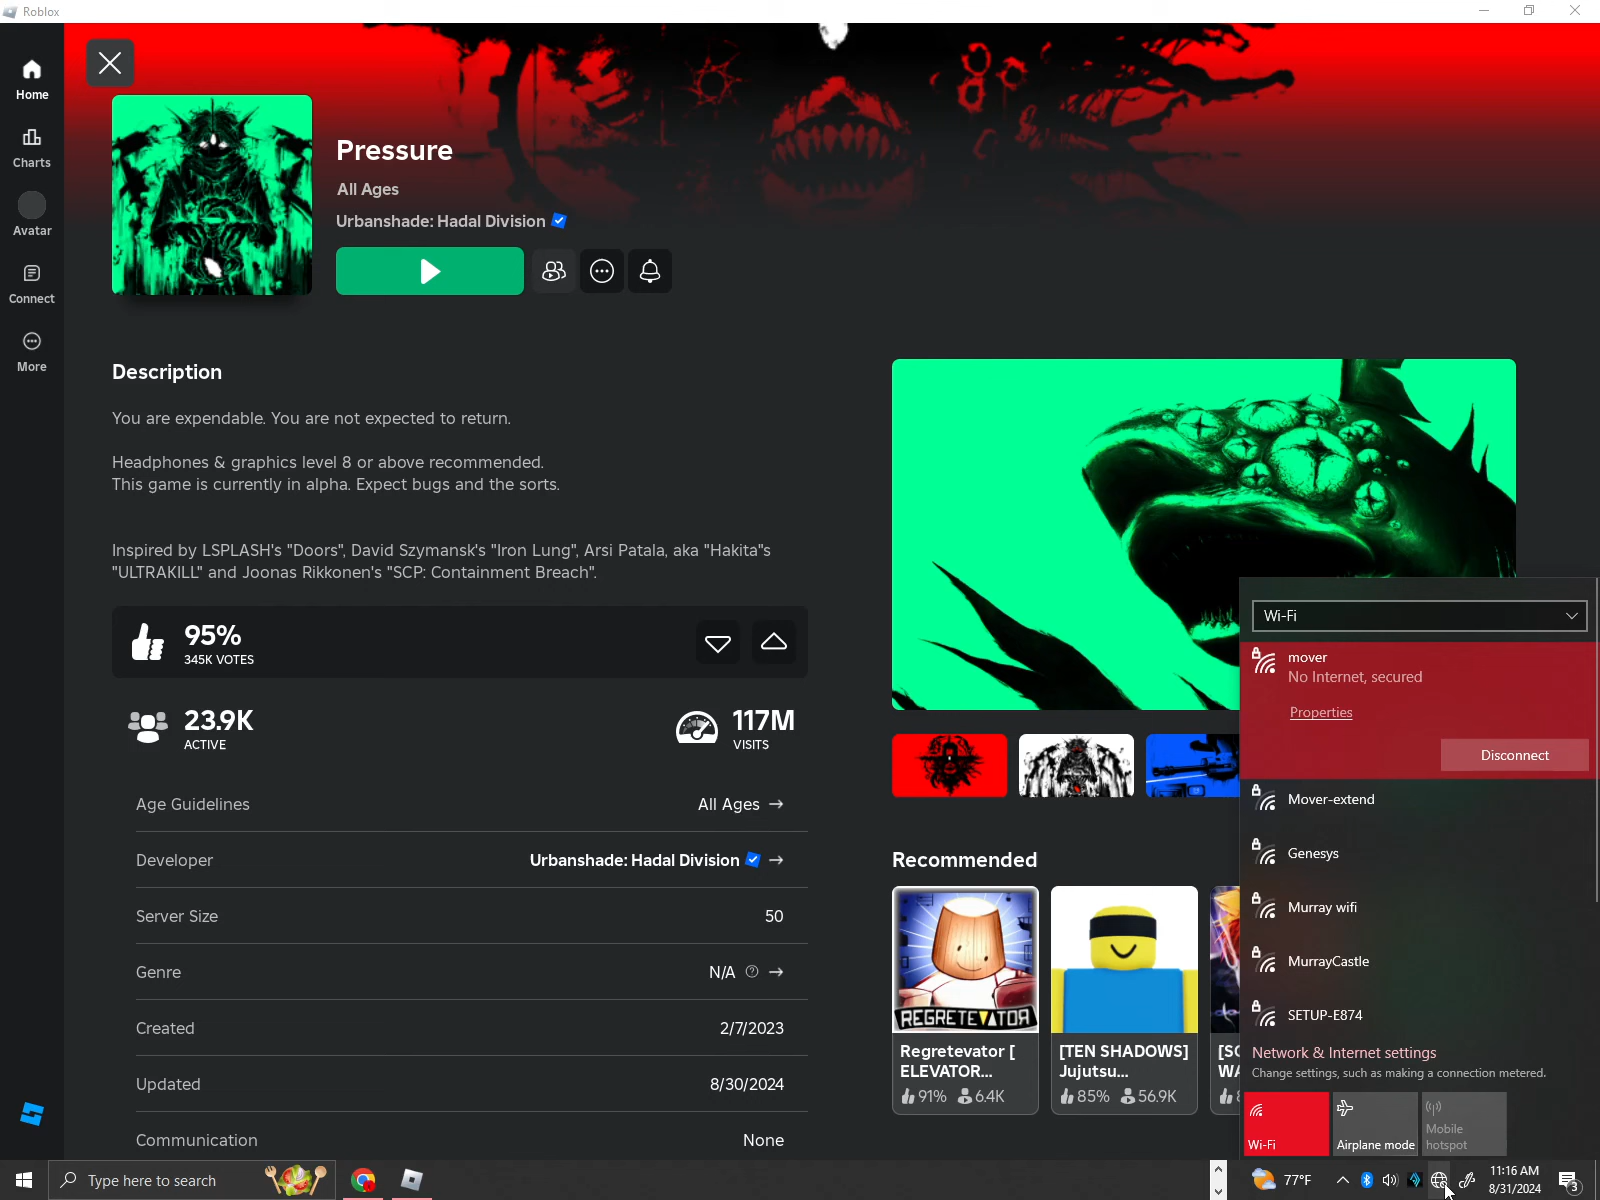 Roblox
Home
Charts
Avatar
Connect
More
Pressure
All Ages
Urbanshade: Hadal Division
Description
You are expendable. You are not expected to return.
Headphones & graphics level 8 or above recommended.
This game is currently in alpha. Expect bugs and the sorts.
Inspired by LSPLASH's "Doors", David Szymansk's "Iron Lung", Arsi Patala, aka "Hakita"s
"ULTRAKILL" and Joonas Rikkonen's "SCP: Containment Breach".
95%
345K VOTES
23.9K
ACTIVE
117M
VISITS
Age Guidelines
All Ages →
Developer
Urbanshade: Hadal Division →
Server Size
50
Genre
N/A →
Created
2/7/2023
Updated
8/30/2024
Communication
None
Recommended
REGRETEVATOR
Regretevator [
ELEVATOR...
91% 6.4K
[TEN SHADOWS]
Jujutsu...
85% 56.9K
Wi-Fi
mover
No Internet, secured
Properties
Disconnect
Mover-extend
Genesys
Murray wifi
MurrayCastle
SETUP-E874
Network & Internet settings
Change settings, such as making a connection metered.
Wi-Fi
Airplane mode
Mobile
hotspot
Type here to search
77°F
11:16 AM
8/31/2024
3